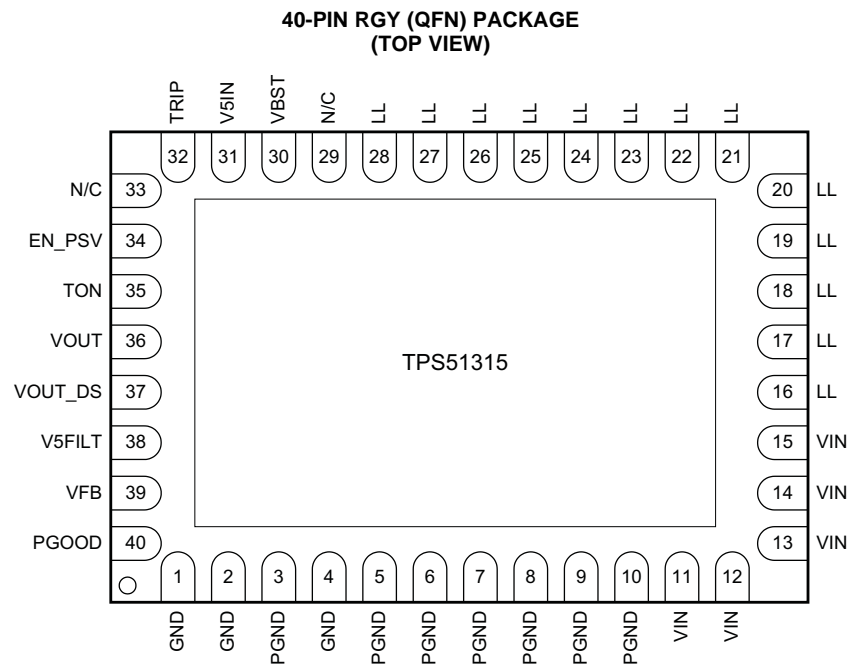 40-PIN RGY (QFN) PACKAGE
(TOP VIEW)
TRIP V5IN VBST N/C LL LL LL LL LL LL LL LL
32 31 30 29 28 27 26 25 24 23 22 21
N/C 33 20 LL
EN_PSV 34 19 LL
TON 35 18 LL
VOUT 36 17 LL
TPS51315
VOUT_DS 37 16 LL
V5FILT 38 15 VIN
VFB 39 14 VIN
PGOOD 40 13 VIN
1 2 3 4 5 6 7 8 9 10 11 12
GND GND PGND GND PGND PGND PGND PGND PGND PGND VIN VIN